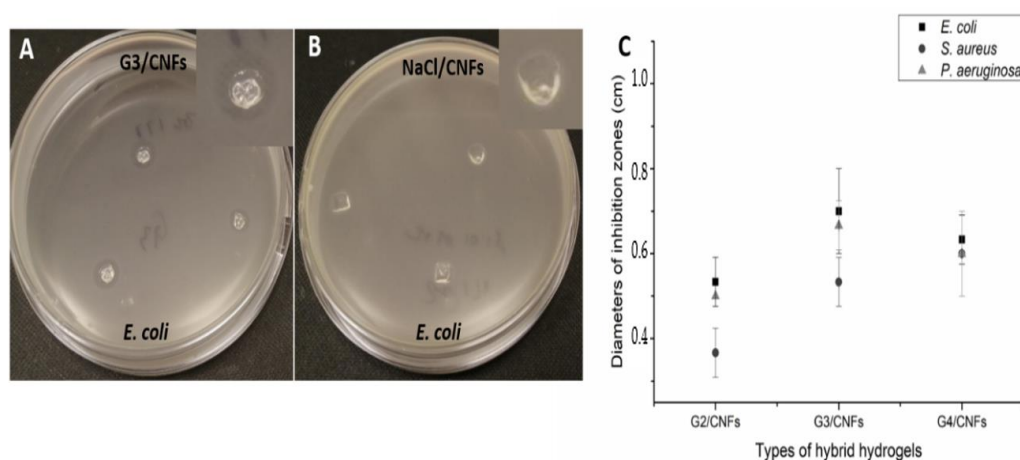 A
G3/CNFs
E. coli
B
NaCl/CNFs
E. coli
C
E. coli
S. aureus
P. aeruginosa
Diameters of inhibition zones (cm)
1.0
0.8
0.6
0.4
G2/CNFs
G3/CNFs
G4/CNFs
Types of hybrid hydrogels